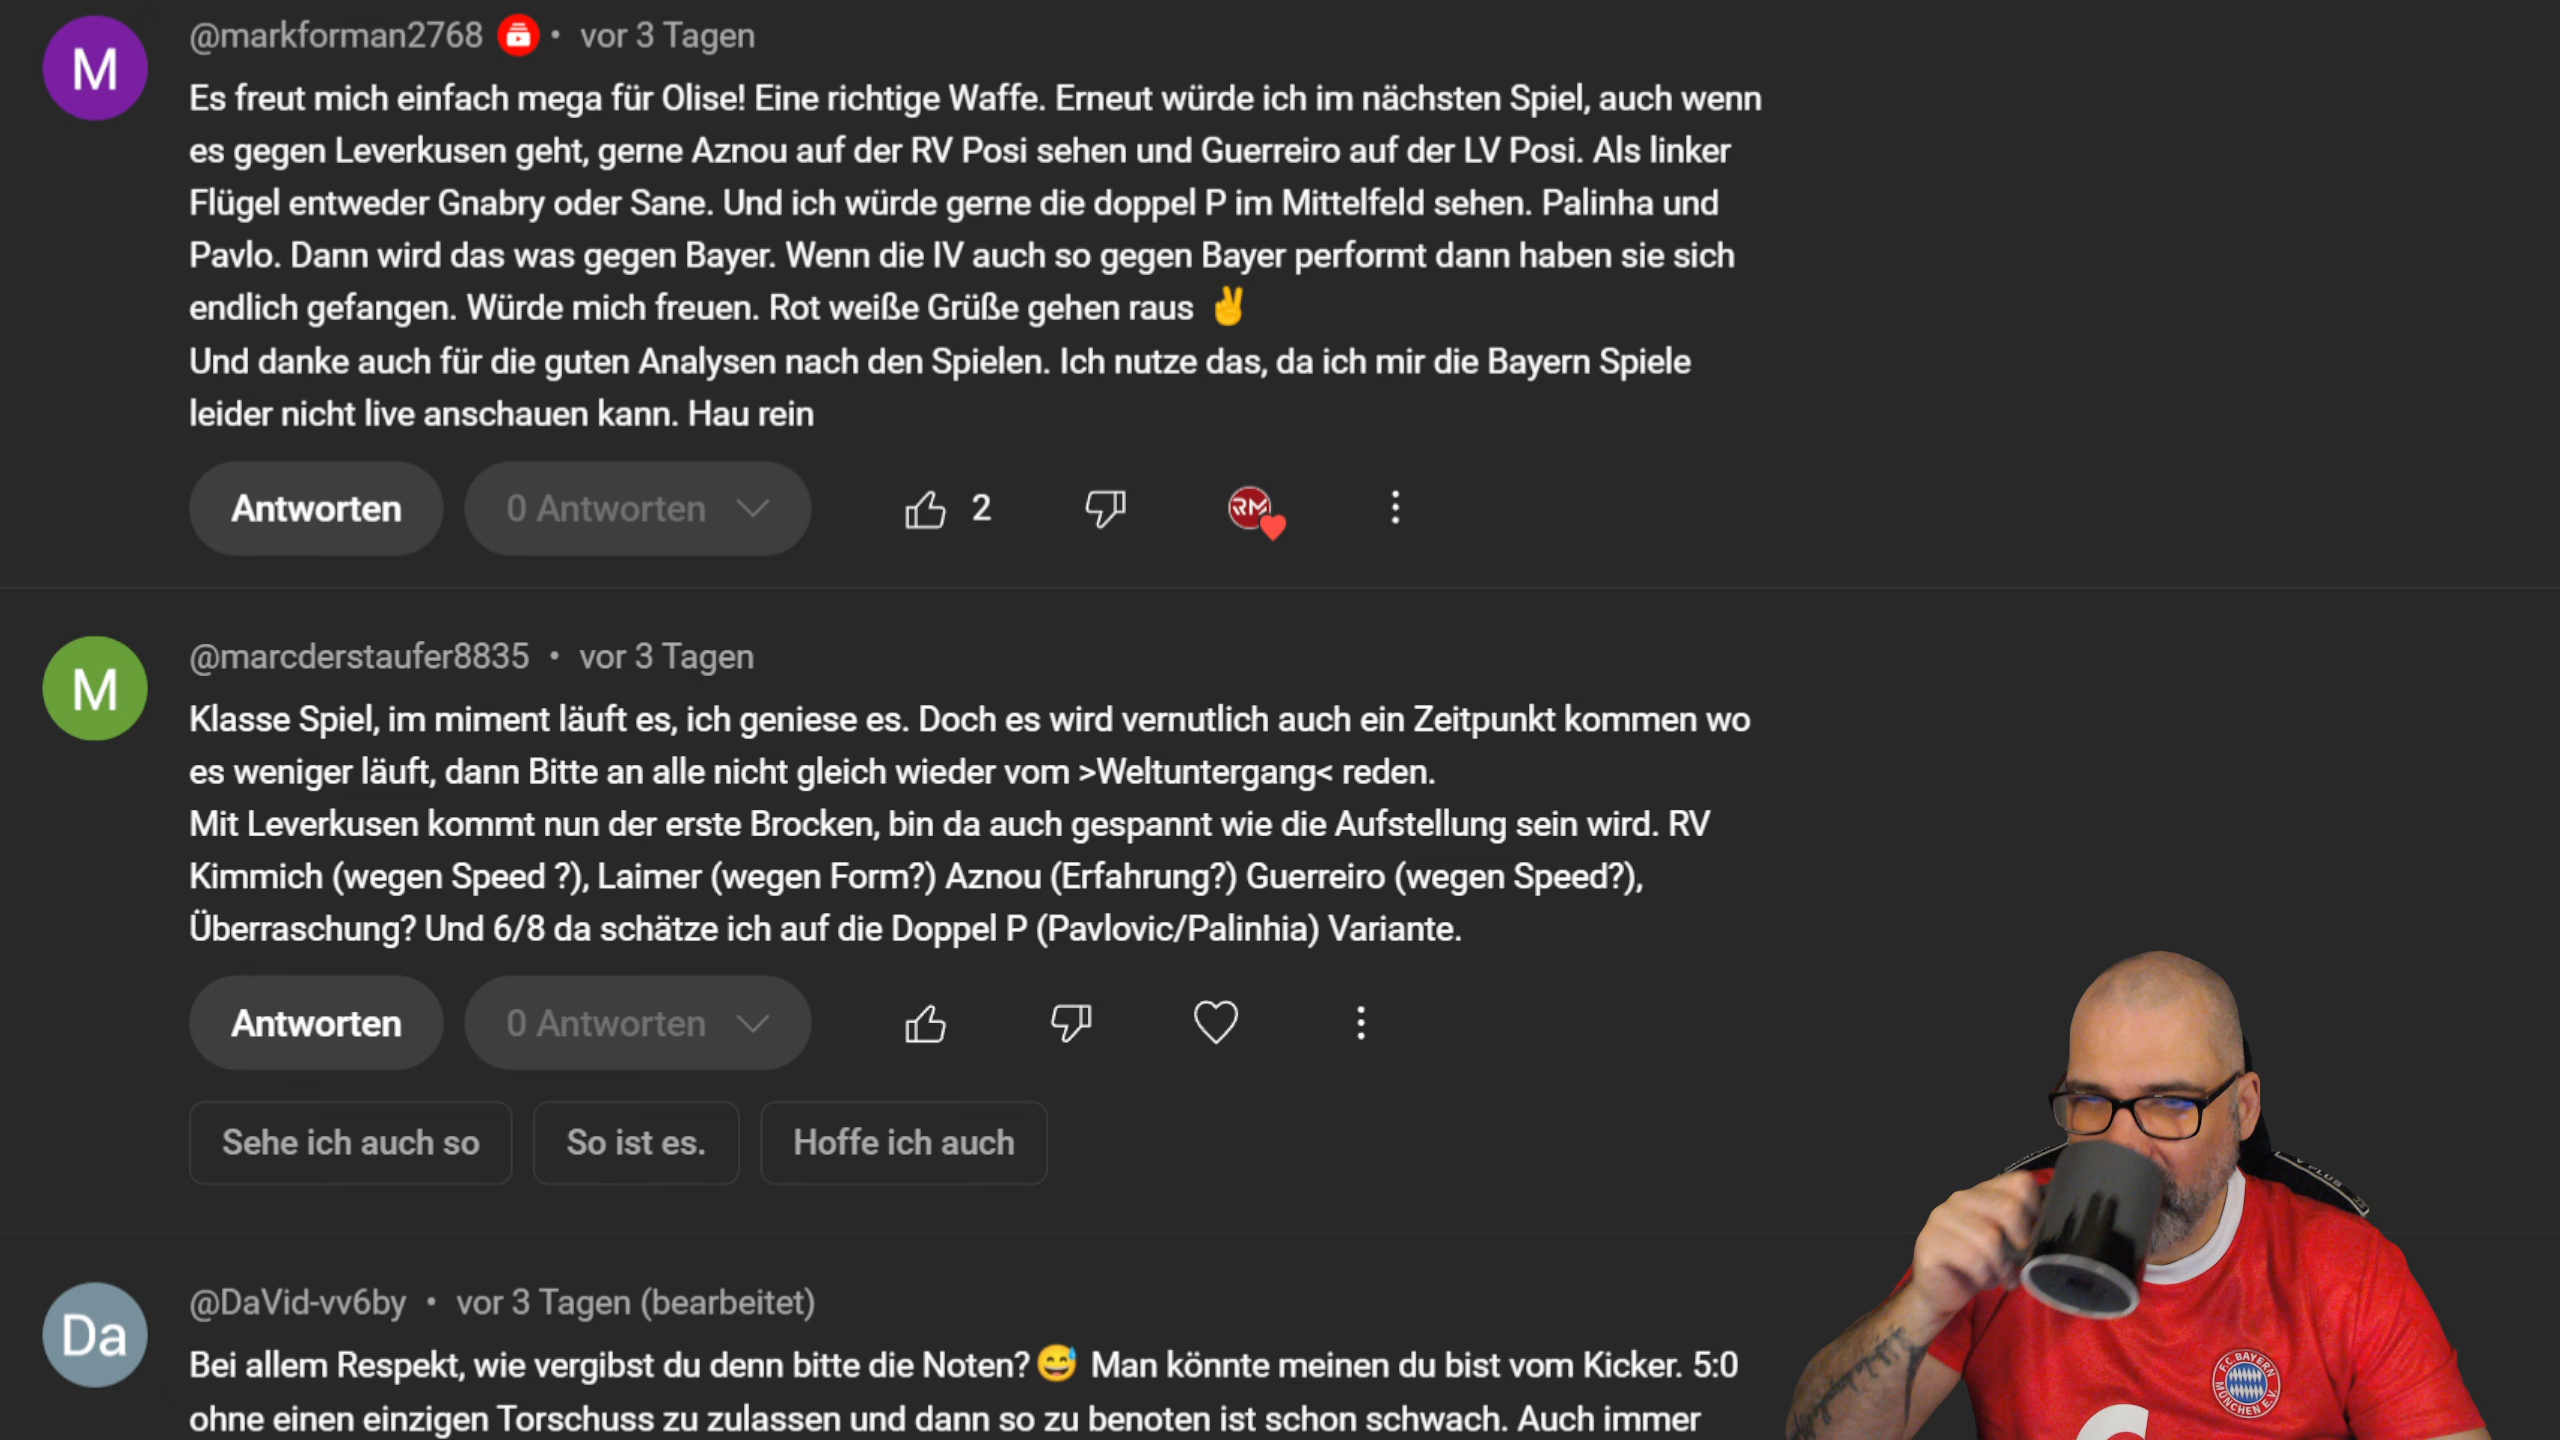 M
@markforman2768 • vor 3 Tagen
Es freut mich einfach mega für Olise! Eine richtige Waffe. Erneut würde ich im nächsten Spiel, auch wenn
es gegen Leverkusen geht, gerne Aznou auf der RV Posi sehen und Guerreiro auf der LV Posi. Als linker
Flügel entweder Gnabry oder Sane. Und ich würde gerne die doppel P im Mittelfeld sehen. Palinha und
Pavlo. Dann wird das was gegen Bayer. Wenn die IV auch so gegen Bayer performt dann haben sie sich
endlich gefangen. Würde mich freuen. Rot weiße Grüße gehen raus ✌️
Und danke auch für die guten Analysen nach den Spielen. Ich nutze das, da ich mir die Bayern Spiele
leider nicht live anschauen kann. Hau rein
Antworten 0 Antworten 2 RM
M
@marcderstaufer8835 • vor 3 Tagen
Klasse Spiel, im miment läuft es, ich geniese es. Doch es wird vernutlich auch ein Zeitpunkt kommen wo
es weniger läuft, dann Bitte an alle nicht gleich wieder vom >Weltuntergang< reden.
Mit Leverkusen kommt nun der erste Brocken, bin da auch gespannt wie die Aufstellung sein wird. RV
Kimmich (wegen Speed ?), Laimer (wegen Form?) Aznou (Erfahrung?) Guerreiro (wegen Speed?),
Überraschung? Und 6/8 da schätze ich auf die Doppel P (Pavlovic/Palinhia) Variante.
Antworten 0 Antworten
Sehe ich auch so So ist es. Hoffe ich auch
Da
@DaVid-vv6by • vor 3 Tagen (bearbeitet)
Bei allem Respekt, wie vergibst du denn bitte die Noten?😅 Man könnte meinen du bist vom Kicker. 5:0
ohne einen einzigen Torschuss zu zulassen und dann so zu benoten ist schon schwach. Auch immer
F.C. BAYERN
MÜNCHEN E.V.